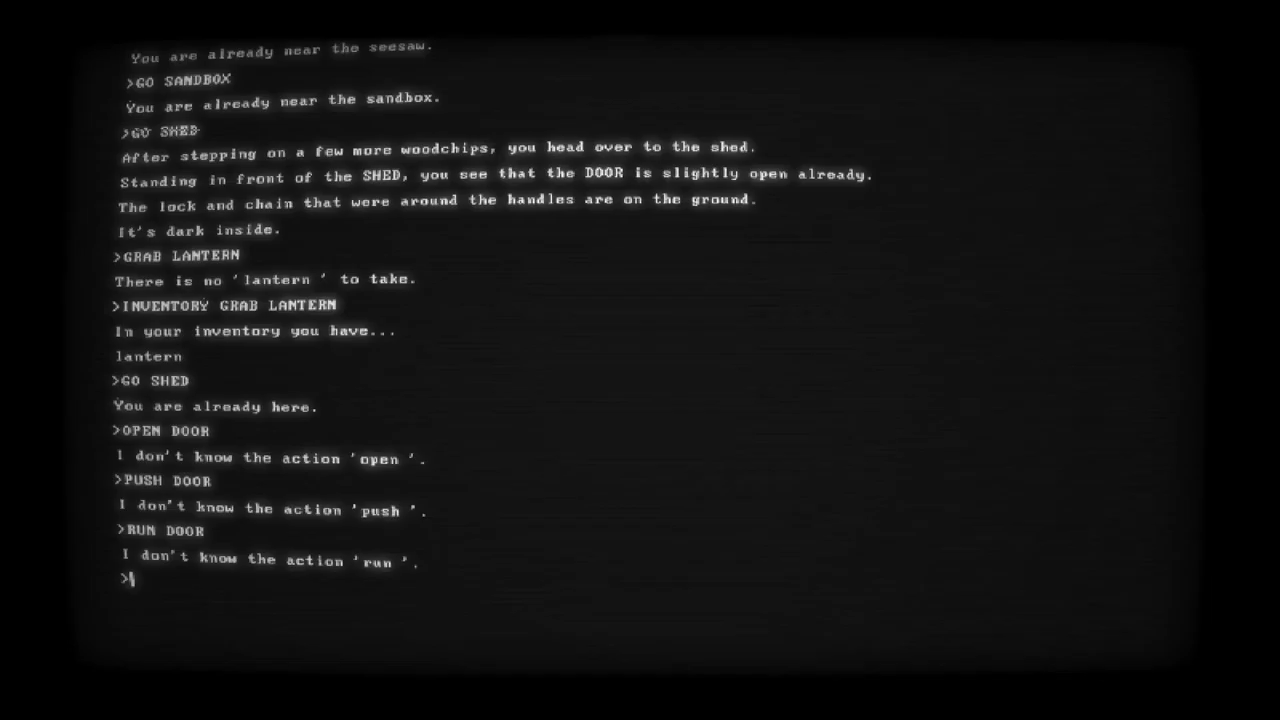 You are already near the seesaw.
>GO SANDBOX
You are already near the sandbox.
>GO SHED
After stepping on a few more woodchips, you head over to the shed.
Standing in front of the SHED, you see that the DOOR is slightly open already.
The lock and chain that were around the handles are on the ground.
It's dark inside.
>GRAB LANTERN
There is no 'lantern ' to take.
>INVENTORY GRAB LANTERN
In your inventory you have...
lantern
>GO SHED
You are already here.
>OPEN DOOR
I don't know the action 'open '.
>PUSH DOOR
I don't know the action 'push '.
>RUN DOOR
I don't know the action 'run '.
>